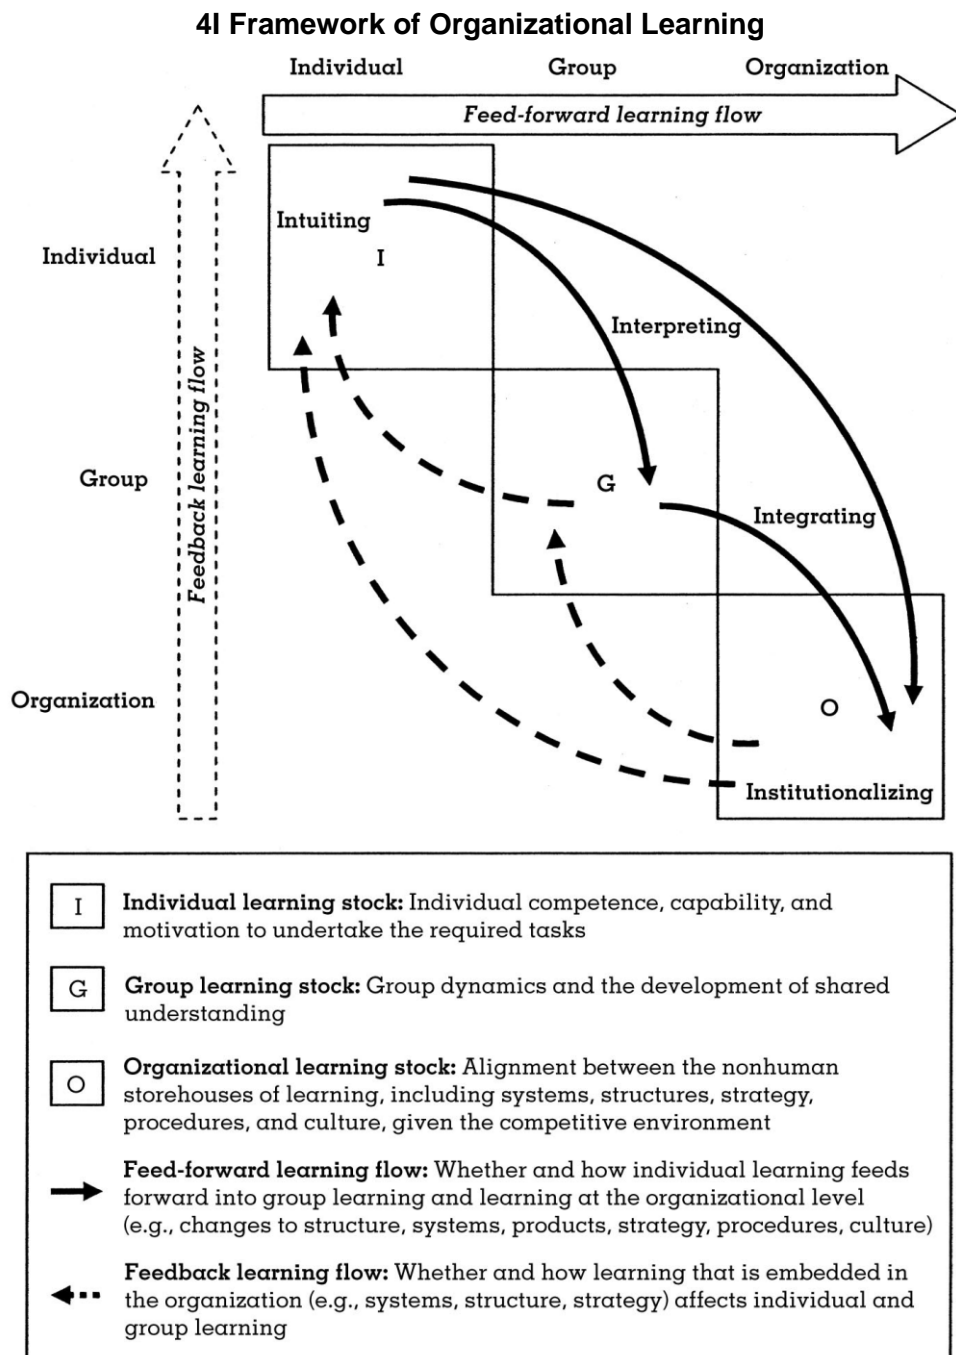 4I Framework of Organizational Learning
Individual Group Organization
Feed-forward learning flow
Intuiting
I
Individual
Interpreting
Feedback learning flow
Group
G
Integrating
Organization
O
Institutionalizing
I
Individual learning stock: Individual competence, capability, and
motivation to undertake the required tasks
G
Group learning stock: Group dynamics and the development of shared
understanding
O
Organizational learning stock: Alignment between the nonhuman
storehouses of learning, including systems, structures, strategy,
procedures, and culture, given the competitive environment
Feed-forward learning flow: Whether and how individual learning feeds
forward into group learning and learning at the organizational level
(e.g., changes to structure, systems, products, strategy, procedures, culture)
Feedback learning flow: Whether and how learning that is embedded in
the organization (e.g., systems, structure, strategy) affects individual and
group learning